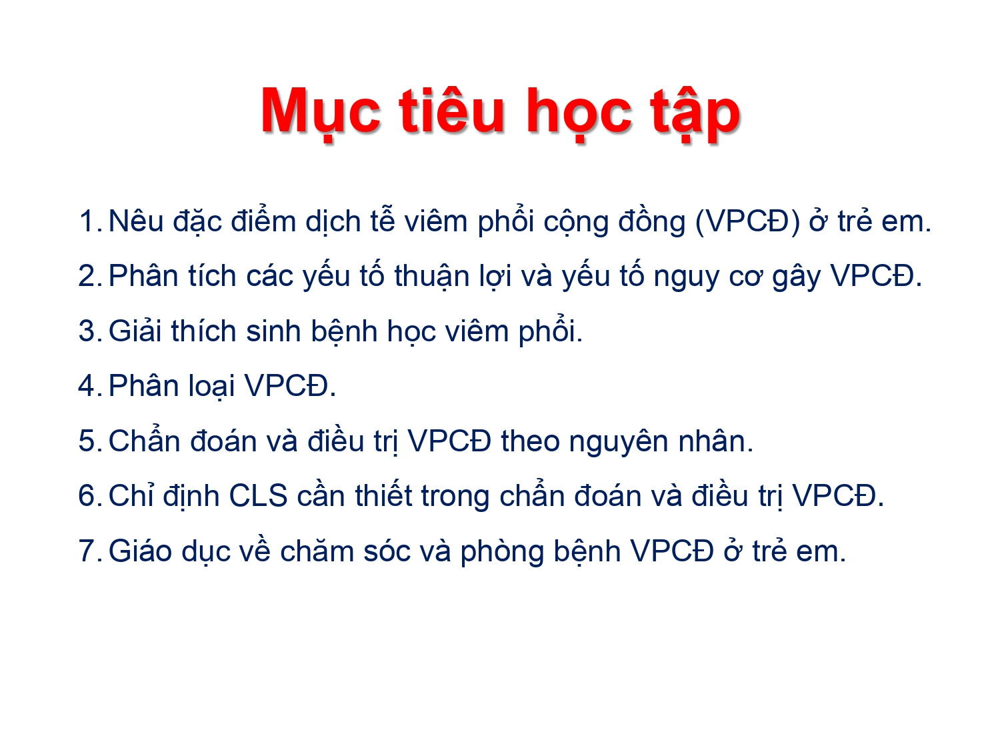 Mục tiêu học tập
1. Nêu đặc điểm dịch tễ viêm phổi cộng đồng (VPCĐ) ở trẻ em.
2. Phân tích các yếu tố thuận lợi và yếu tố nguy cơ gây VPCĐ.
3. Giải thích sinh bệnh học viêm phổi.
4. Phân loại VPCĐ.
5. Chẩn đoán và điều trị VPCĐ theo nguyên nhân.
6. Chỉ định CLS cần thiết trong chẩn đoán và điều trị VPCĐ.
7. Giáo dục về chăm sóc và phòng bệnh VPCĐ ở trẻ em.